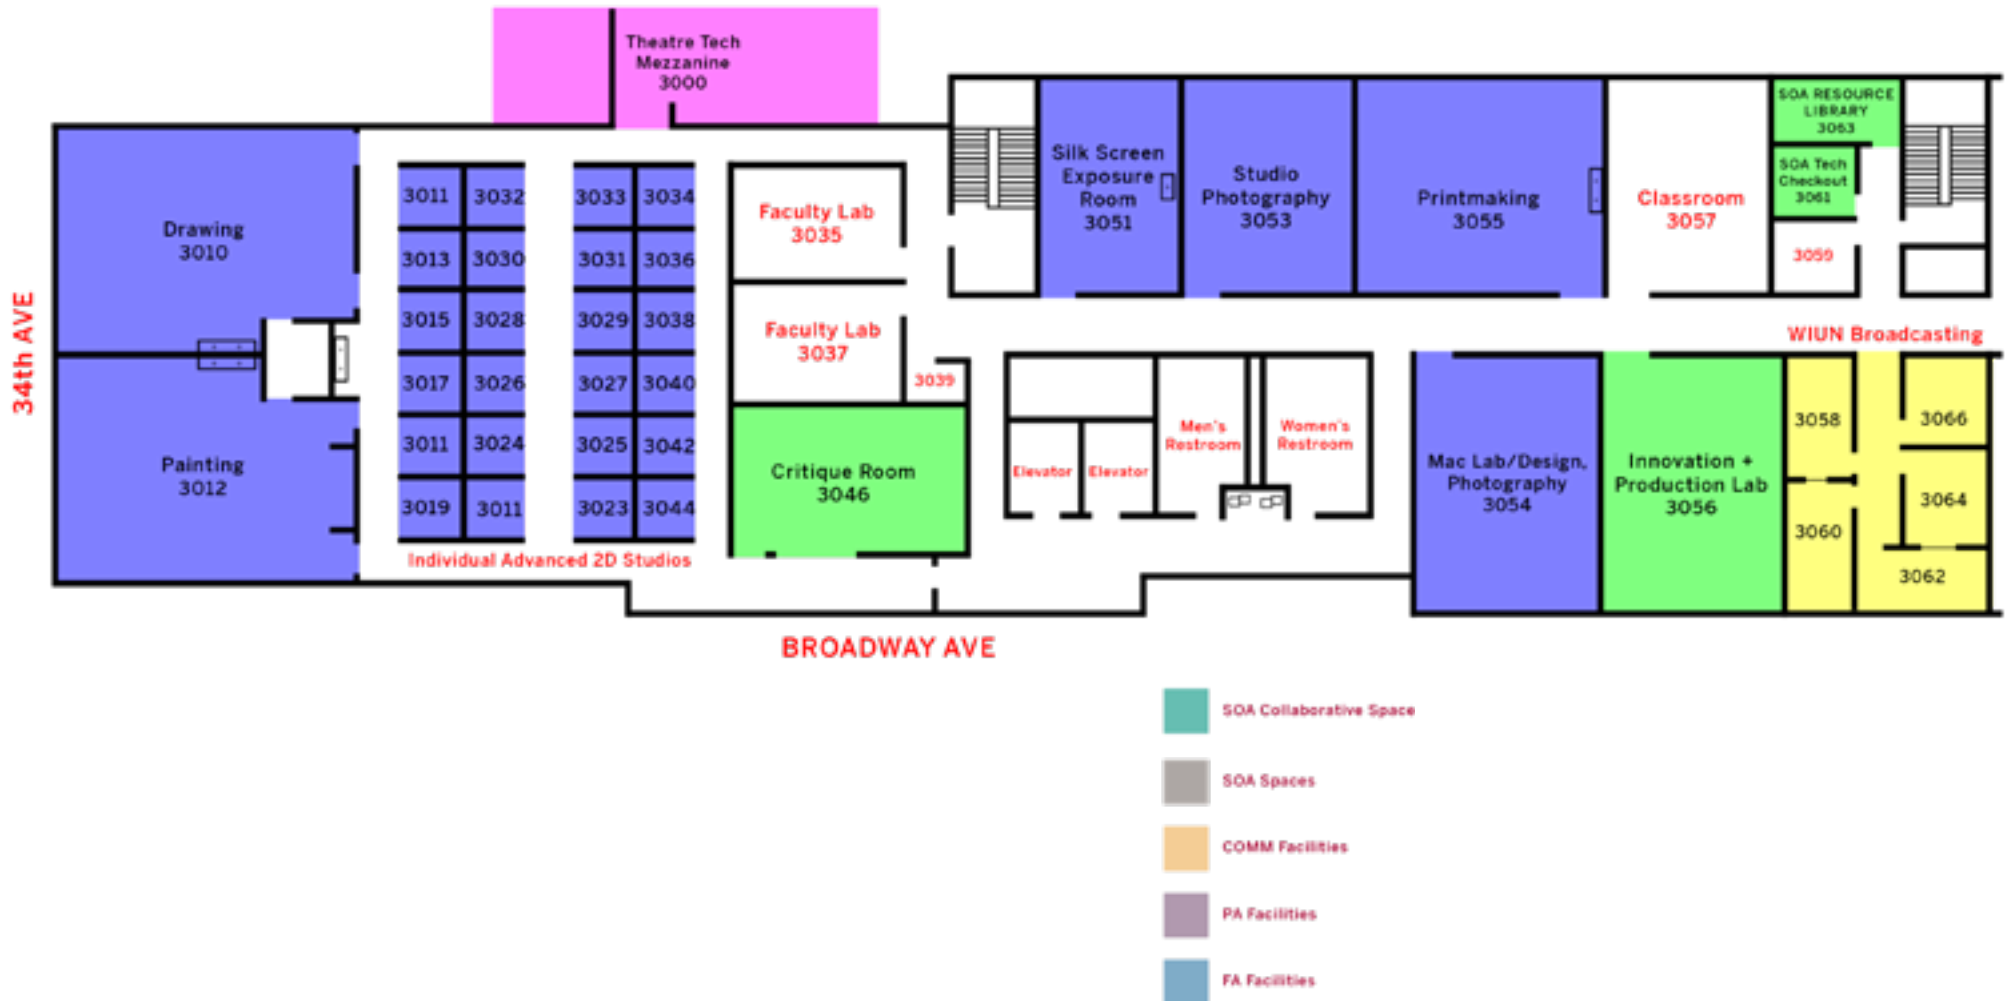 Theatre Tech
Mezzanine
3000
SOA RESOURCE
LIBRARY
3063
Silk Screen
Exposure
Room
3051
Studio
Photography
3053
Printmaking
3055
Classroom
3057
SOA Tech
Checkout
3061
3059
Drawing
3010
3011 3032 3033 3034
3013 3030 3031 3036
3015 3028 3029 3038
3017 3026 3027 3040
3011 3024 3025 3042
3019 3011 3023 3044
Individual Advanced 2D Studios
Faculty Lab
3035
Faculty Lab
3037
3039
34th AVE
Painting
3012
Critique Room
3046
Elevator
Elevator
Men's
Restroom
Women's
Restroom
WIUN Broadcasting
Mac Lab/Design,
Photography
3054
Innovation +
Production Lab
3056
3058
3066
3060
3064
3062
BROADWAY AVE
SOA Collaborative Space
SOA Spaces
COMM Facilities
PA Facilities
FA Facilities